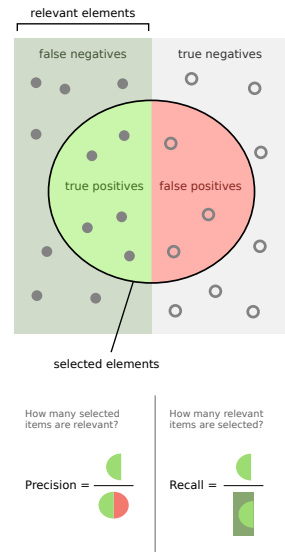 relevant elements
false negatives
true negatives
true positives
false positives
selected elements
How many selected
items are relevant?
Precision =
How many relevant
items are selected?
Recall =